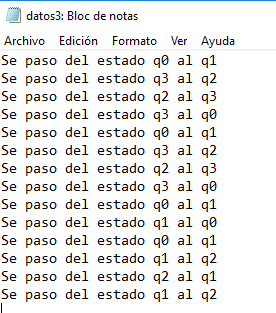 datos3: Bloc de notas
Archivo Edición Formato Ver Ayuda
Se paso del estado q0 al q1
Se paso del estado q3 al q2
Se paso del estado q2 al q3
Se paso del estado q3 al q0
Se paso del estado q0 al q1
Se paso del estado q3 al q2
Se paso del estado q2 al q3
Se paso del estado q3 al q0
Se paso del estado q0 al q1
Se paso del estado q1 al q0
Se paso del estado q0 al q1
Se paso del estado q1 al q2
Se paso del estado q2 al q1
Se paso del estado q1 al q2